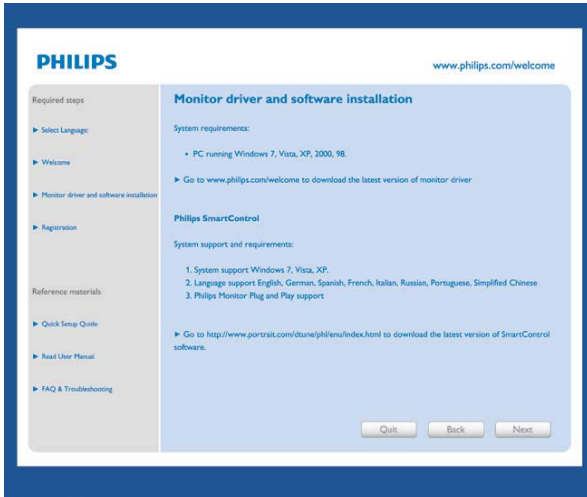 PHILIPS
www.philips.com/welcome
Required steps
► Select Language:
► Welcome
► Monitor driver and software installation
► Registration
Reference materials
► Quick Setup Guide
► Read User Manual
► FAQ & Troubleshooting
Monitor driver and software installation
System requirements:
• PC running Windows 7, Vista, XP, 2000, 98.
► Go to www.philips.com/welcome to download the latest version of monitor driver
Philips SmartControl
System support and requirements:
1. System support Windows 7, Vista, XP.
2. Language support English, German, Spanish, French, Italian, Russian, Portuguese, Simplified Chinese
3. Philips Monitor Plug and Play support
► Go to http://www.portrait.com/dtune/phl/enu/index.html to download the latest version of SmartControl
software.
Quit Back Next